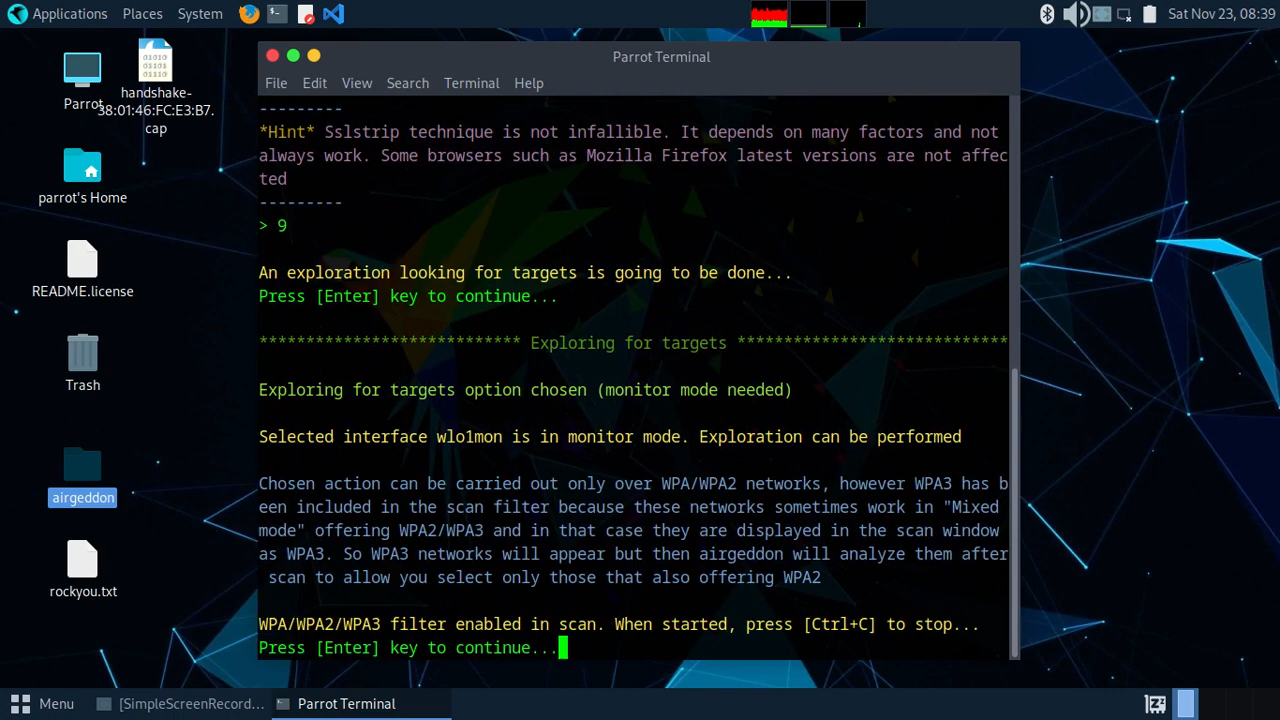 Applications Places System
Sat Nov 23, 08:39
Parrot Terminal
File Edit View Search Terminal Help
Parrot
handshake-
38:01:46:FC:E3:B7.
cap
parrot's Home
README.license
Trash
airgeddon
rockyou.txt
---------
*Hint* Sslstrip technique is not infallible. It depends on many factors and not
always work. Some browsers such as Mozilla Firefox latest versions are not affec
ted
---------
> 9
An exploration looking for targets is going to be done...
Press [Enter] key to continue...
**************************** Exploring for targets *****************************
Exploring for targets option chosen (monitor mode needed)
Selected interface wlo1mon is in monitor mode. Exploration can be performed
Chosen action can be carried out only over WPA/WPA2 networks, however WPA3 has b
een included in the scan filter because these networks sometimes work in "Mixed
mode" offering WPA2/WPA3 and in that case they are displayed in the scan window
as WPA3. So WPA3 networks will appear but then airgeddon will analyze them after
scan to allow you select only those that also offering WPA2
WPA/WPA2/WPA3 filter enabled in scan. When started, press [Ctrl+C] to stop...
Press [Enter] key to continue...
Menu [SimpleScreenRecord... Parrot Terminal